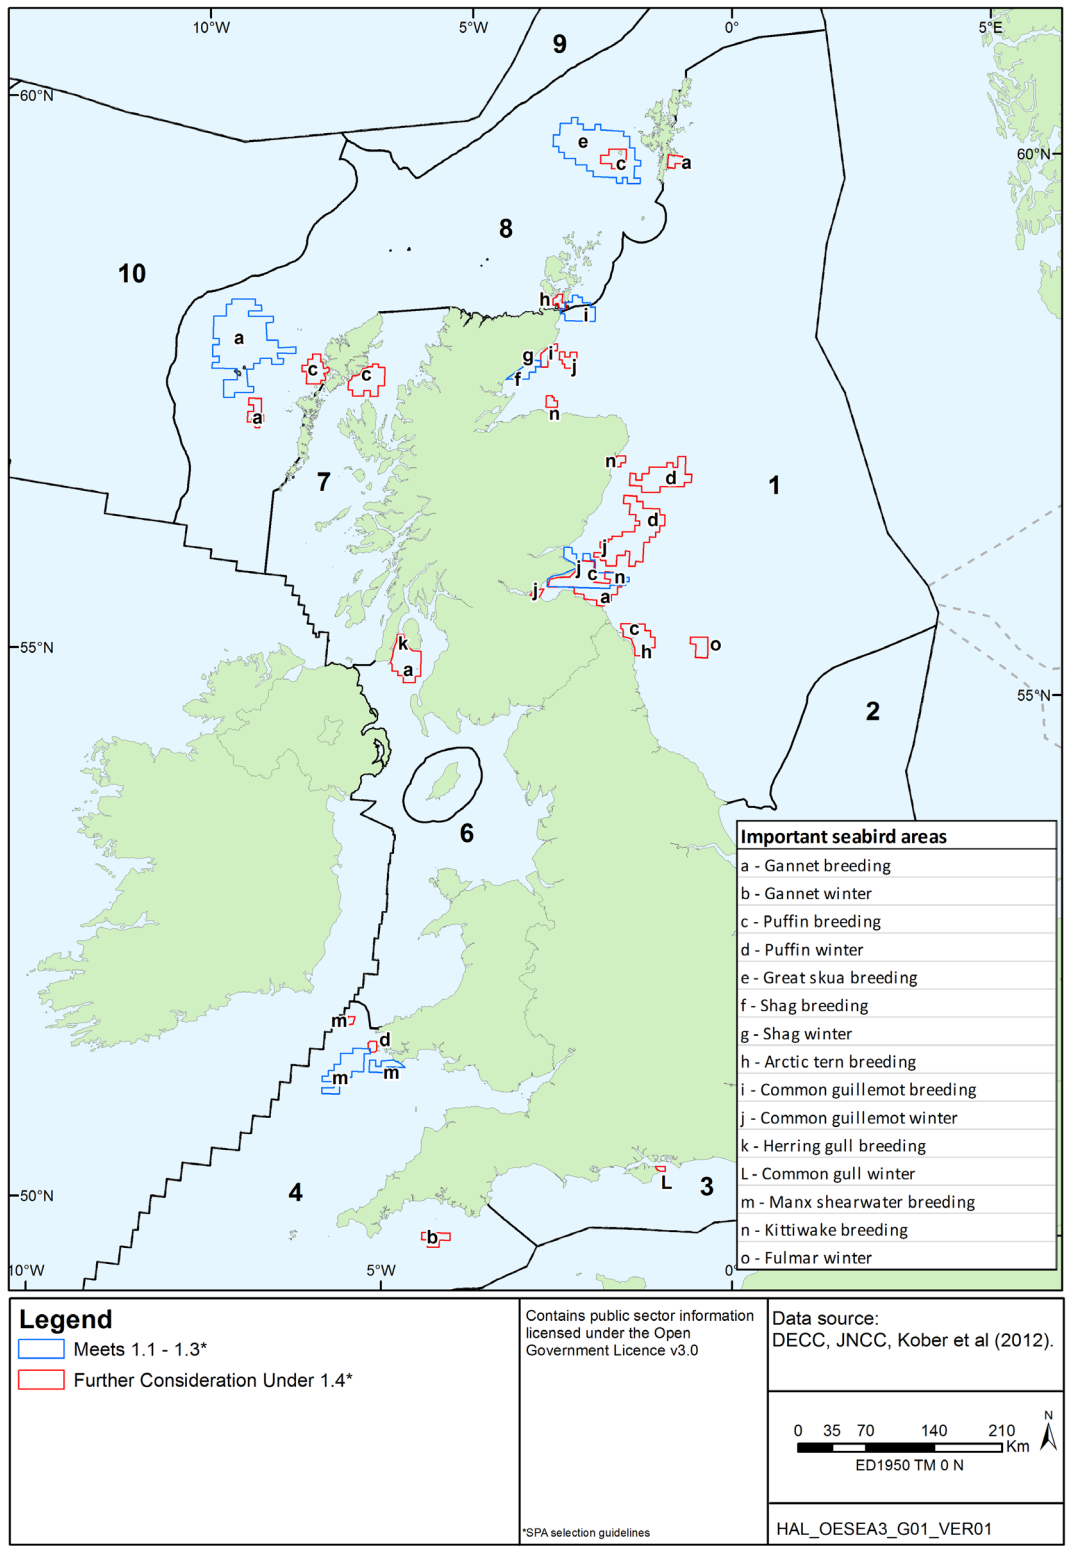 10°W
5°W
0°
5°E
9
60°N
e
c
a
60°N
8
10
h
i
a
g
i
j
c
c
f
a
n
n
d
7
1
d
j
j
c
n
j
a
k
c
h
o
55°N
a
55°N
2
6
Important seabird areas
a - Gannet breeding
b - Gannet winter
c - Puffin breeding
d - Puffin winter
e - Great skua breeding
f - Shag breeding
g - Shag winter
h - Arctic tern breeding
i - Common guillemot breeding
j - Common guillemot winter
k - Herring gull breeding
L - Common gull winter
m - Manx shearwater breeding
n - Kittiwake breeding
o - Fulmar winter
m
d
m
m
L
3
4
50°N
b
10°W
5°W
0°
Legend
Meets 1.1 - 1.3*
Further Consideration Under 1.4*
Contains public sector information
licensed under the Open
Government Licence v3.0
*SPA selection guidelines
Data source:
DECC, JNCC, Kober et al (2012).
0 35 70 140 210
Km
N
ED1950 TM 0 N
HAL_OESEA3_G01_VER01